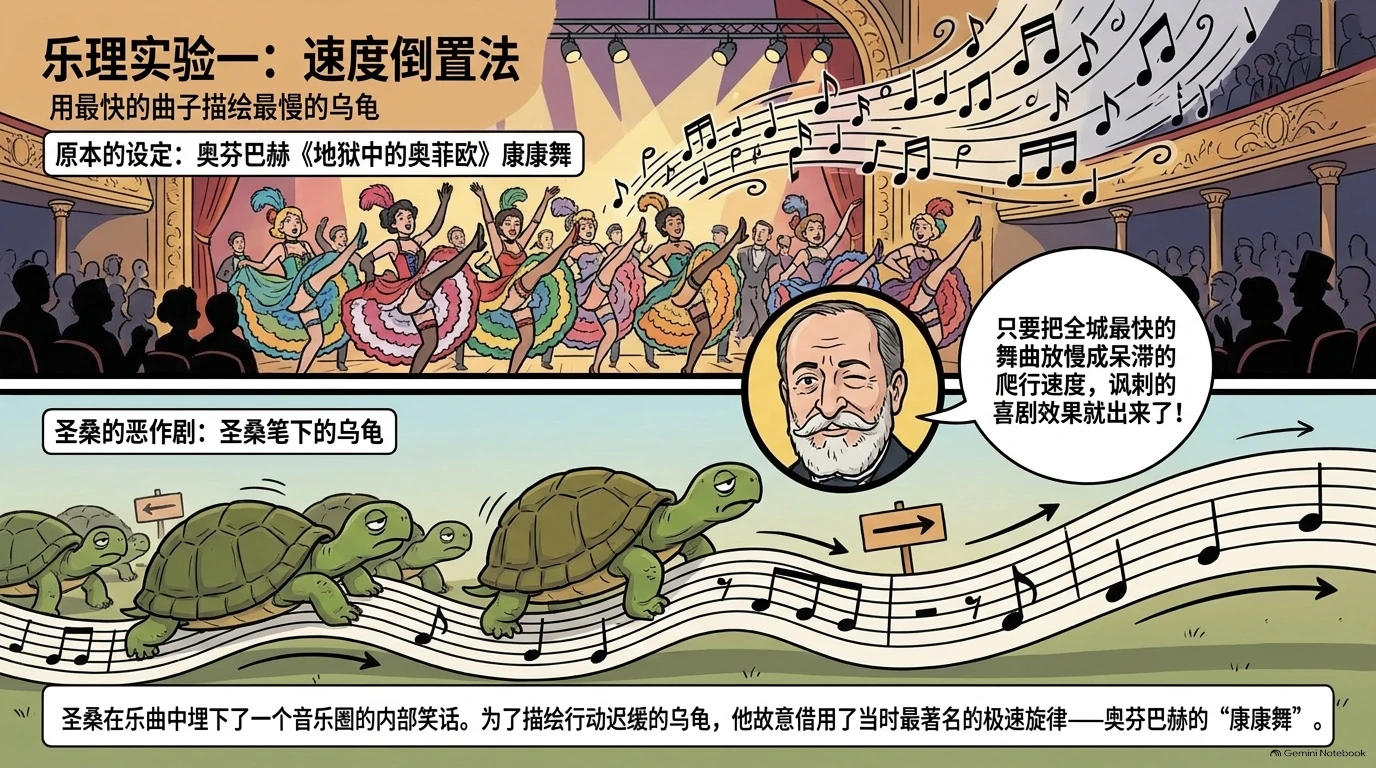 乐理实验一：速度倒置法
用最快的曲子描绘最慢的乌龟
原本的设定：奥芬巴赫《地狱中的奥菲欧》康康舞
只要把全城最快的
舞曲放慢成呆滞的
爬行速度，讽刺的
喜剧效果就出来了！
圣桑的恶作剧：圣桑笔下的乌龟
圣桑在乐曲中埋下了一个音乐圈的内部笑话。为了描绘行动迟缓的乌龟，他故意借用了当时最著名的极速旋律——奥芬巴赫的“康康舞”。
Gemini Notebook